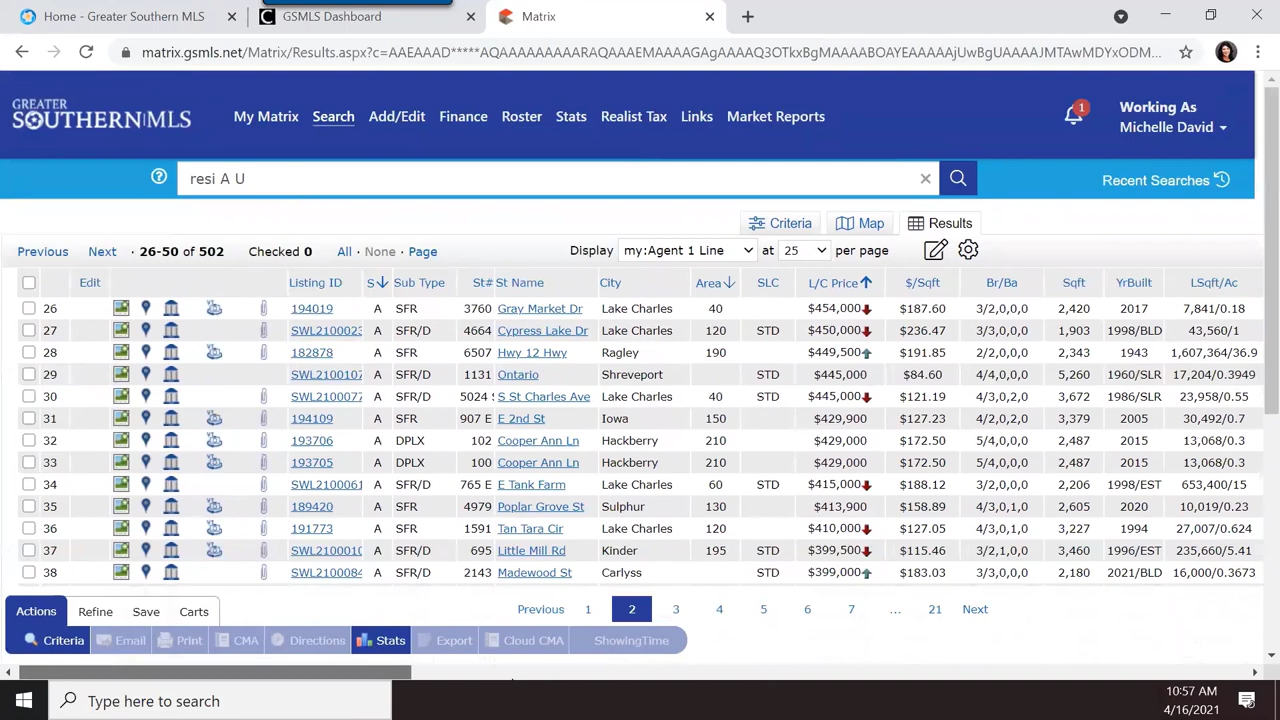 Home - Greater Southern MLS
GSMLS Dashboard
Matrix
matrix.gsmls.net/Matrix/Results.aspx?c=AAEAAAD*****AQAAAAAAAAARAQAAAEMAAAAGAgAAAAQ3OTkxBgMAAAABOAYEAAAAAjUwBgUAAAAJMTAwMDYxODM...
GREATER
SOUTHERN|MLS
My Matrix Search Add/Edit Finance Roster Stats Realist Tax Links Market Reports
1
Working As
Michelle David
resi A U
Recent Searches
Criteria Map Results
Previous Next · 26-50 of 502 Checked 0 All · None · Page Display my:Agent 1 Line at 25 per page
Edit Listing ID S Sub Type St# St Name City Area SLC L/C Price $/Sqft Br/Ba Sqft YrBuilt LSqft/Ac
26 194019 A SFR 3760 Gray Market Dr Lake Charles 40 $454,000 $187.60 3/2,0,0,0 2,420 2017 7,841/0.18
27 SWL2100023 A SFR/D 4664 Cypress Lake Dr Lake Charles 120 STD $450,000 $236.47 3/2,0,0,0 1,903 1998/BLD 43,560/1
28 182878 A SFR 6507 Hwy 12 Hwy Ragley 190 $449,500 $191.85 2/2,0,0,0 2,343 1943 1,607,364/36.9
29 SWL2100107 A SFR/D 1131 Ontario Shreveport STD $445,000 $84.60 4/4,0,0,0 5,260 1960/SLR 17,204/0.3949
30 SWL2100077 A SFR/D 5024 S St Charles Ave Lake Charles 40 STD $445,000 $121.19 4/3,0,0,0 3,672 1986/SLR 23,958/0.55
31 194109 A SFR 907 E E 2nd St Iowa 150 $429,900 $127.23 4/2,0,2,0 3,379 2005 30,492/0.7
32 193706 A DPLX 102 Cooper Ann Ln Hackberry 210 $429,000 $172.50 5/4,0,0,0 2,487 2015 13,068/0.3
33 193705 A DPLX 100 Cooper Ann Ln Hackberry 210 $429,000 $172.50 5/4,0,0,0 2,487 2015 13,068/0.3
34 SWL2100061 A SFR/D 765 E E Tank Farm Lake Charles 60 STD $415,000 $188.12 3/2,0,0,0 2,206 1998/EST 653,400/15
35 189420 A SFR 4979 Poplar Grove St Sulphur 130 $413,900 $158.89 4/3,0,0,0 2,605 2020 10,019/0.23
36 191773 A SFR 1591 Tan Tara Cir Lake Charles 120 $410,000 $127.05 4/3,0,1,0 3,227 1994 27,007/0.624
37 SWL2100010 A SFR/D 695 Little Mill Rd Kinder 195 STD $399,500 $115.46 3/2,1,0,0 3,460 1996/EST 235,660/5.41
38 SWL2100084 A SFR/D 2143 Madewood St Carlyss STD $399,000 $183.03 3/3,0,0,0 2,180 2021/BLD 16,000/0.3673
Actions Refine Save Carts
Previous 1 2 3 4 5 6 7 ... 21 Next
Criteria Email Print CMA Directions Stats Export Cloud CMA ShowingTime
Type here to search
10:57 AM
4/16/2021